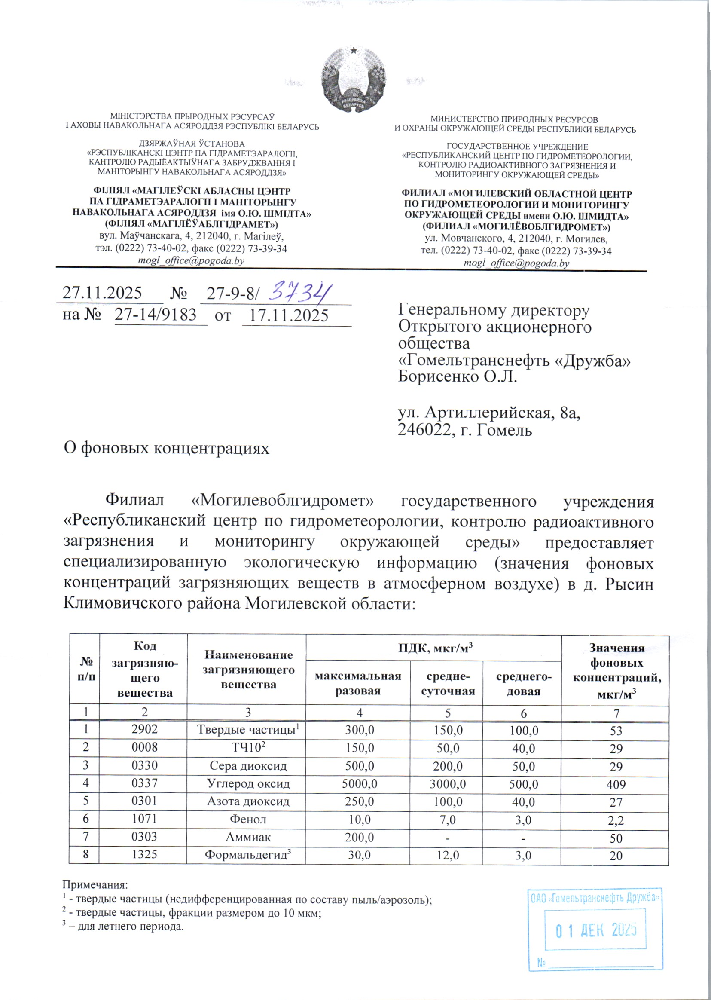 РЭСПУБЛІКА
БЕЛАРУСЬ
МІНІСТЭРСТВА ПРЫРОДНЫХ РЭСУРСАЎ
І АХОВЫ НАВАКОЛЬНАГА АСЯРОДДЗЯ РЭСПУБЛІКІ БЕЛАРУСЬ
ДЗЯРЖАЎНАЯ ЎСТАНОВА
«РЭСПУБЛІКАНСКІ ЦЭНТР ПА ГІДРАМЕТЭАРАЛОГІІ,
КАНТРОЛЮ РАДЫЁАКТЫЎНАГА ЗАБРУДЖВАННЯ І
МАНІТОРЫНГУ НАВАКОЛЬНАГА АСЯРОДДЗЯ»
ФІЛІЯЛ «МАГІЛЕЎСКІ АБЛАСНЫ ЦЭНТР
ПА ГІДРАМЕТЭАРАЛОГІІ І МАНІТОРЫНГУ
НАВАКОЛЬНАГА АСЯРОДДЗЯ імя О.Ю. ШМІДТА»
(ФІЛІЯЛ «МАГІЛЁЎАБЛГІДРАМЕТ»)
вул. Маўчанскага, 4, 212040, г. Магілеў,
тэл. (0222) 73-40-02, факс (0222) 73-39-34
mogl_office@pogoda.by
МИНИСТЕРСТВО ПРИРОДНЫХ РЕСУРСОВ
И ОХРАНЫ ОКРУЖАЮЩЕЙ СРЕДЫ РЕСПУБЛИКИ БЕЛАРУСЬ
ГОСУДАРСТВЕННОЕ УЧРЕЖДЕНИЕ
«РЕСПУБЛИКАНСКИЙ ЦЕНТР ПО ГИДРОМЕТЕОРОЛОГИИ,
КОНТРОЛЮ РАДИОАКТИВНОГО ЗАГРЯЗНЕНИЯ И
МОНИТОРИНГУ ОКРУЖАЮЩЕЙ СРЕДЫ»
ФИЛИАЛ «МОГИЛЕВСКИЙ ОБЛАСТНОЙ ЦЕНТР
ПО ГИДРОМЕТЕОРОЛОГИИ И МОНИТОРИНГУ
ОКРУЖАЮЩЕЙ СРЕДЫ имени О.Ю. ШМИДТА»
(ФИЛИАЛ «МОГИЛЁВОБЛГИДРОМЕТ»)
ул. Мовчанского, 4, 212040, г. Могилев,
тел. (0222) 73-40-02, факс (0222) 73-39-34
mogl_office@pogoda.by
27.11.2025 № 27-9-8/ 3734
на № 27-14/9183 от 17.11.2025
Генеральному директору
Открытого акционерного
общества
«Гомельтранснефть «Дружба»
Борисенко О.Л.
ул. Артиллерийская, 8а,
246022, г. Гомель
О фоновых концентрациях
Филиал «Могилевоблгидромет» государственного учреждения
«Республиканский центр по гидрометеорологии, контролю радиоактивного
загрязнения и мониторингу окружающей среды» предоставляет
специализированную экологическую информацию (значения фоновых
концентраций загрязняющих веществ в атмосферном воздухе) в д. Рысин
Климовичского района Могилевской области:
№ п/п Код загрязняю-щего вещества Наименование загрязняющего вещества ПДК, мкг/м³ Значения фоновых концентраций, мкг/м³
максимальная разовая средне-суточная среднего-довая
1 2 3 4 5 6 7
1 2902 Твердые частицы¹ 300,0 150,0 100,0 53
2 0008 ТЧ10² 150,0 50,0 40,0 29
3 0330 Сера диоксид 500,0 200,0 50,0 29
4 0337 Углерод оксид 5000,0 3000,0 500,0 409
5 0301 Азота диоксид 250,0 100,0 40,0 27
6 1071 Фенол 10,0 7,0 3,0 2,2
7 0303 Аммиак 200,0 - - 50
8 1325 Формальдегид³ 30,0 12,0 3,0 20
Примечания:
¹ - твердые частицы (недифференцированная по составу пыль/аэрозоль);
² - твердые частицы, фракции размером до 10 мкм;
³ – для летнего периода.
ОАО «Гомельтранснефть Дружба»
01 ДЕК 2025
№